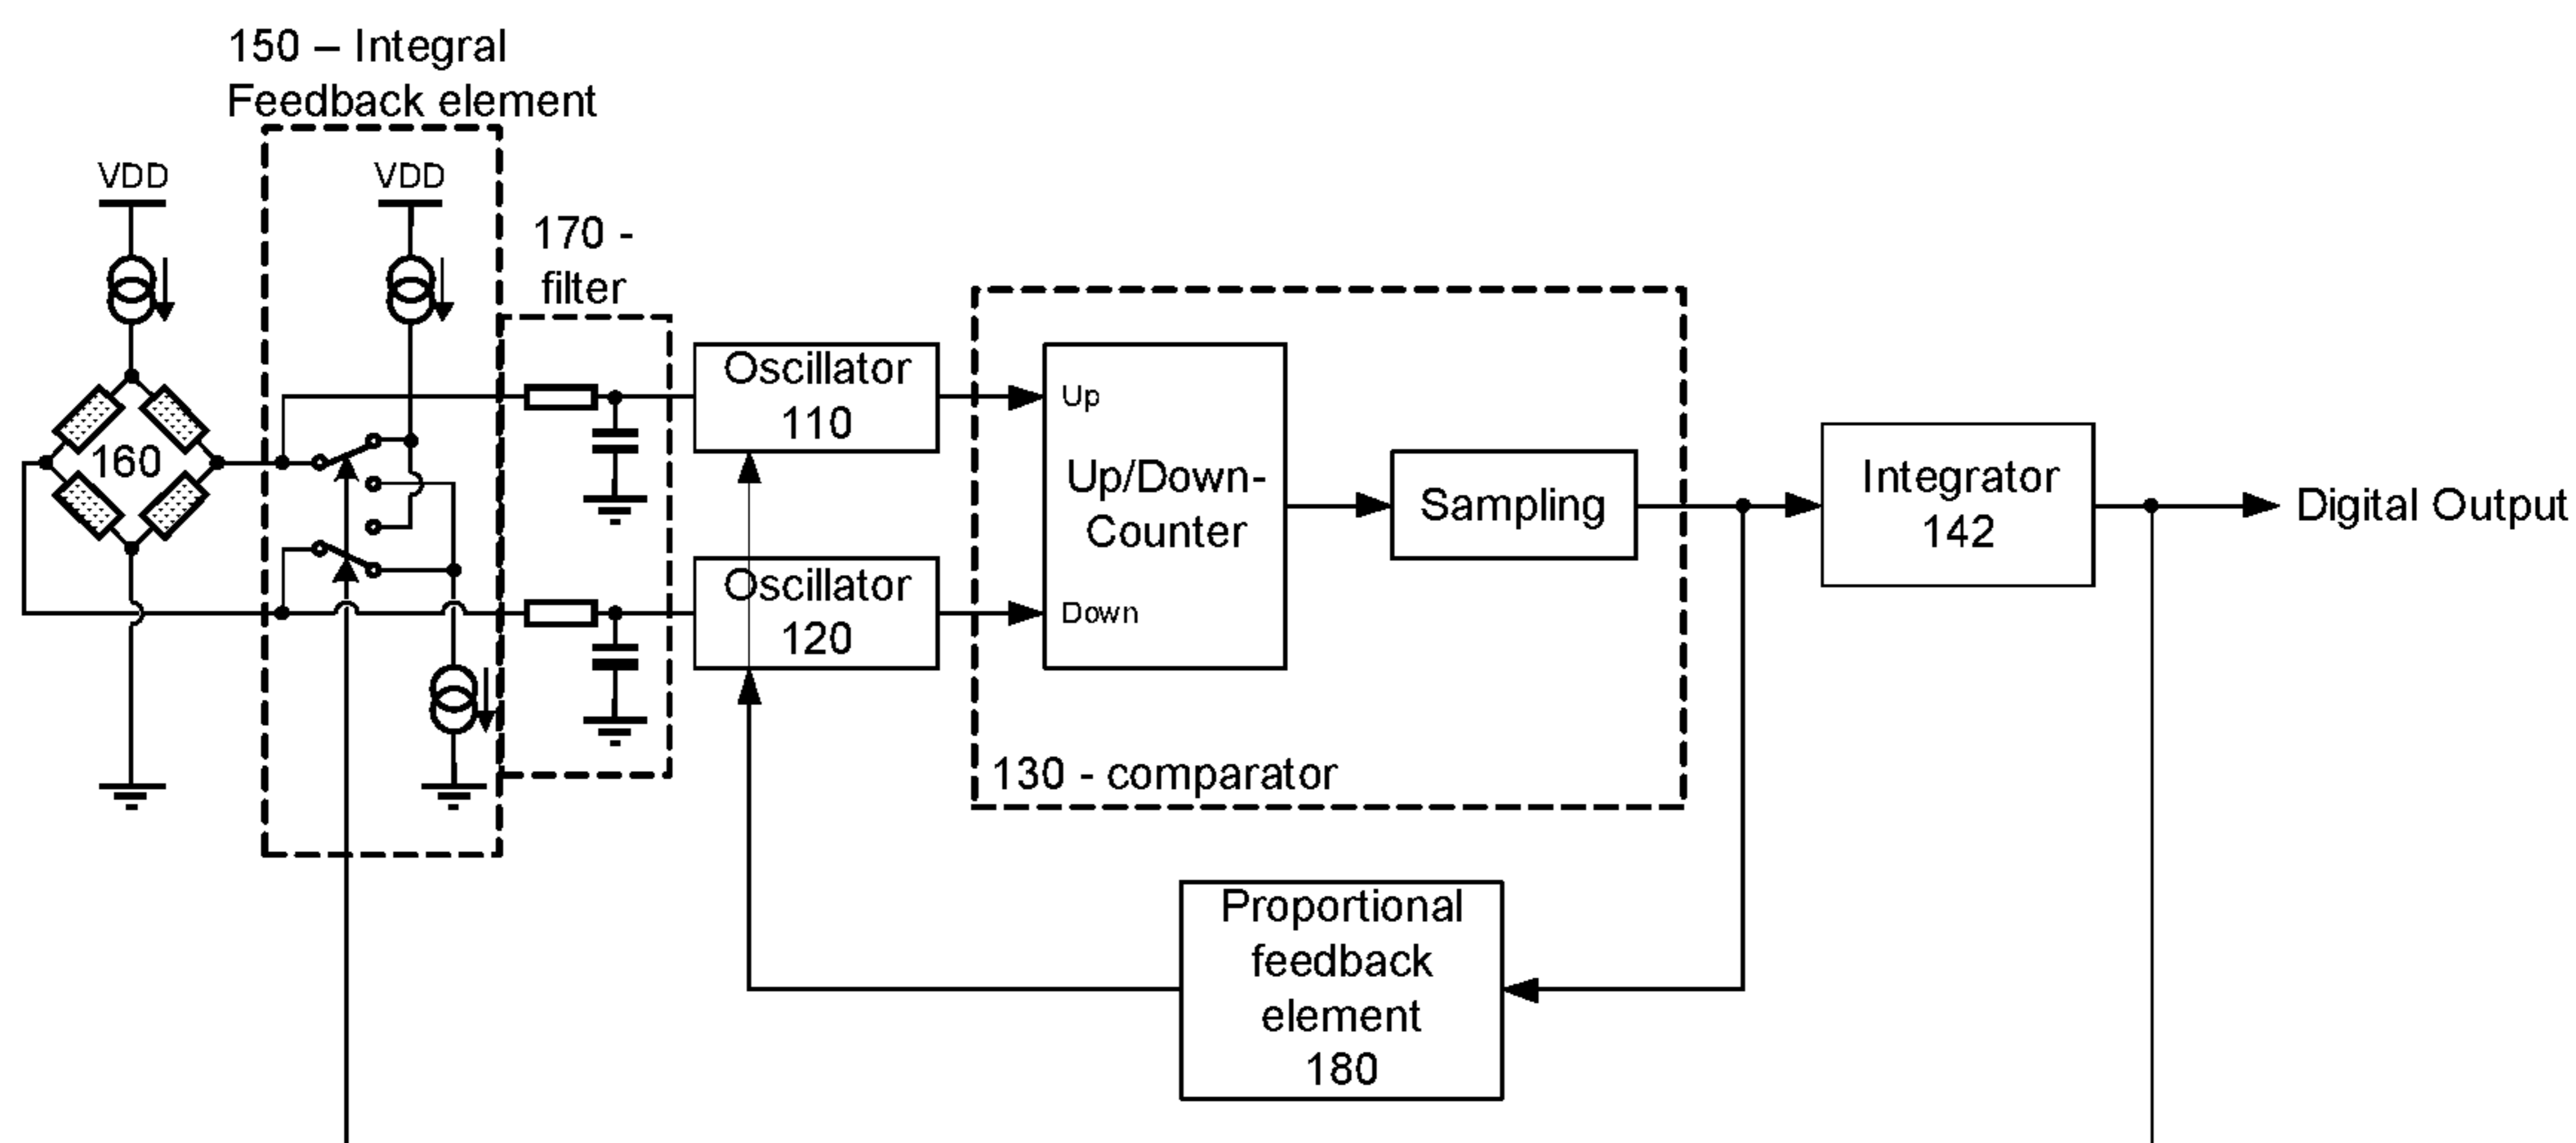 150 – Integral
Feedback element
VDD
VDD
170 -
filter
160
Oscillator
110
Oscillator
120
Up
Up/Down-
Counter
Down
Sampling
130 - comparator
Integrator
142
Digital Output
Proportional
feedback
element
180